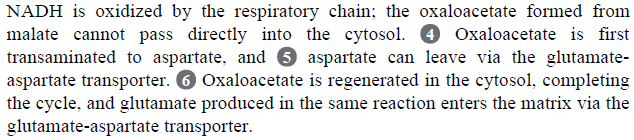 NADH is oxidized by the respiratory chain; the oxaloacetate formed from
malate cannot pass directly into the cytosol. 4 Oxaloacetate is first
transaminated to aspartate, and 5 aspartate can leave via the glutamate-
aspartate transporter. 6 Oxaloacetate is regenerated in the cytosol, completing
the cycle, and glutamate produced in the same reaction enters the matrix via the
glutamate-aspartate transporter.